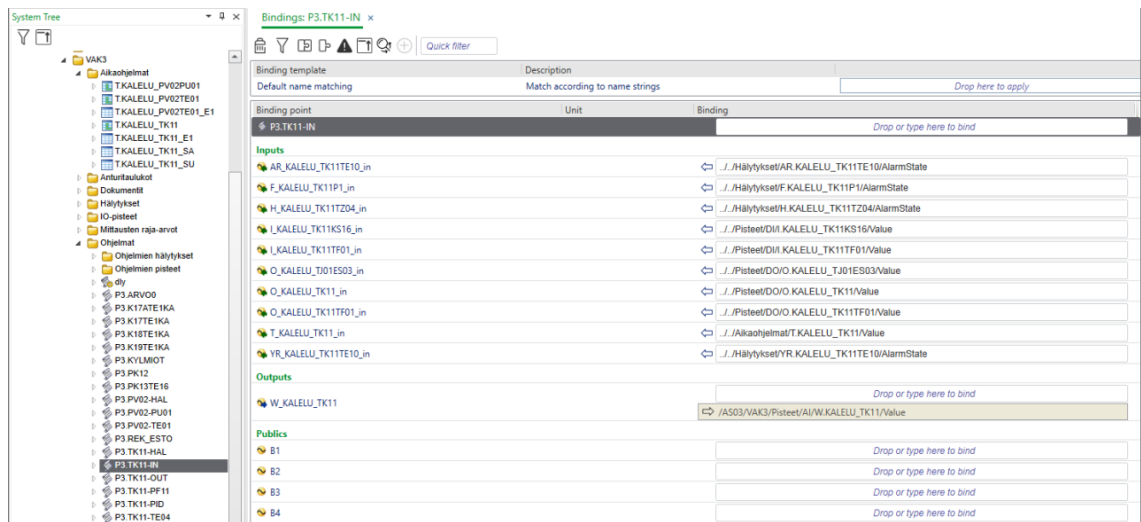 System Tree
VAK3
Aikaohjelmat
T.KALELU_PV02PU01
T.KALELU_PV02TE01
T.KALELU_PV02TE01_E1
T.KALELU_TK11
T.KALELU_TK11_E1
T.KALELU_TK11_SA
T.KALELU_TK11_SU
Anturitaulukot
Dokumentit
Hälytykset
IO-pisteet
Mittausten raja-arvot
Ohjelmat
Ohjelmien hälytykset
Ohjelmien pisteet
dly
P3.ARVO0
P3.K17ATE1KA
P3.K17TE1KA
P3.K18TE1KA
P3.K19TE1KA
P3.KYLMIOT
P3.PK12
P3.PK13TE16
P3.PV02-HAL
P3.PV02-PU01
P3.PV02-TE01
P3.REK_ESTO
P3.TK11-HAL
P3.TK11-IN
P3.TK11-OUT
P3.TK11-PF11
P3.TK11-PID
P3.TK11-TE04
Bindings: P3.TK11-IN ×
Quick filter
Binding template Description
Default name matching Match according to name strings Drop here to apply
Binding point Unit Binding
P3.TK11-IN Drop or type here to bind
Inputs
AR_KALELU_TK11TE10_in ../../Hälytykset/AR.KALELU_TK11TE10/AlarmState
F_KALELU_TK11P1_in ../../Hälytykset/F.KALELU_TK11P1/AlarmState
H_KALELU_TK11TZ04_in ../../Hälytykset/H.KALELU_TK11TZ04/AlarmState
I_KALELU_TK11KS16_in ../../Pisteet/DI/I.KALELU_TK11KS16/Value
I_KALELU_TK11TF01_in ../../Pisteet/DI/I.KALELU_TK11TF01/Value
O_KALELU_TJ01ES03_in ../../Pisteet/DO/O.KALELU_TJ01ES03/Value
O_KALELU_TK11_in ../../Pisteet/DO/O.KALELU_TK11/Value
O_KALELU_TK11TF01_in ../../Pisteet/DO/O.KALELU_TK11TF01/Value
T_KALELU_TK11_in ../../Aikaohjelmat/T.KALELU_TK11/Value
YR_KALELU_TK11TE10_in ../../Hälytykset/YR.KALELU_TK11TE10/AlarmState
Outputs
W_KALELU_TK11 Drop or type here to bind
/AS03/VAK3/Pisteet/AI/W.KALELU_TK11/Value
Publics
B1 Drop or type here to bind
B2 Drop or type here to bind
B3 Drop or type here to bind
B4 Drop or type here to bind